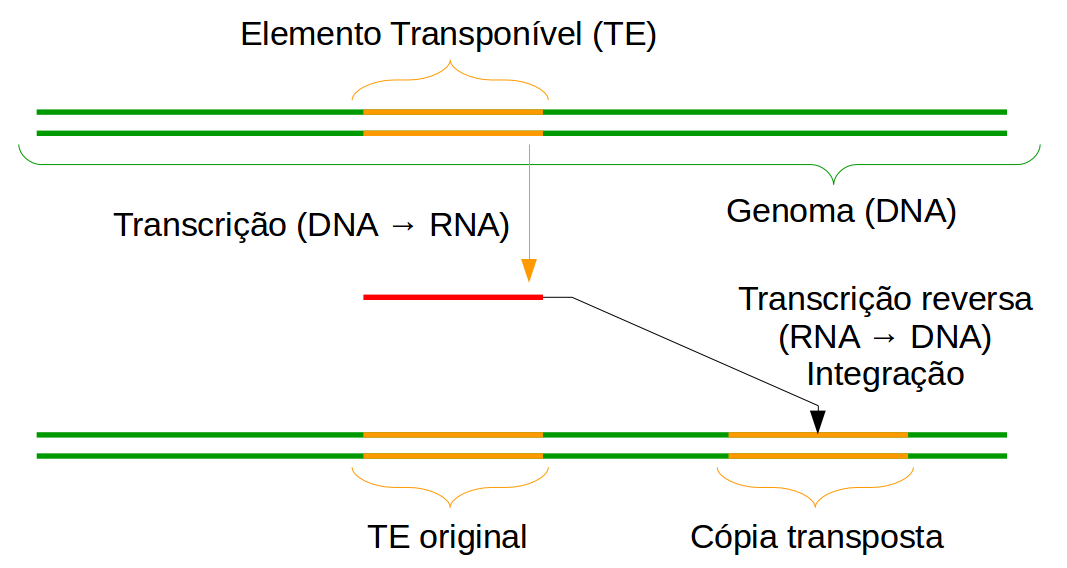 Elemento Transponível (TE)
Genoma (DNA)
Transcrição (DNA → RNA)
Transcrição reversa
(RNA → DNA)
Integração
TE original
Cópia transposta